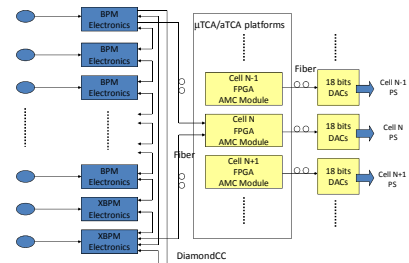 BPM
Electronics
BPM
Electronics
BPM
Electronics
BPM
Electronics
XBPM
Electronics
XBPM
Electronics
DiamondCC
Fiber
µTCA/aTCA platforms
Cell N-1
FPGA
AMC Module
Cell N
FPGA
AMC Module
Cell N+1
FPGA
AMC Module
Fiber
18 bits
DACs
18 bits
DACs
18 bits
DACs
Cell N-1
PS
Cell N
PS
Cell N+1
PS